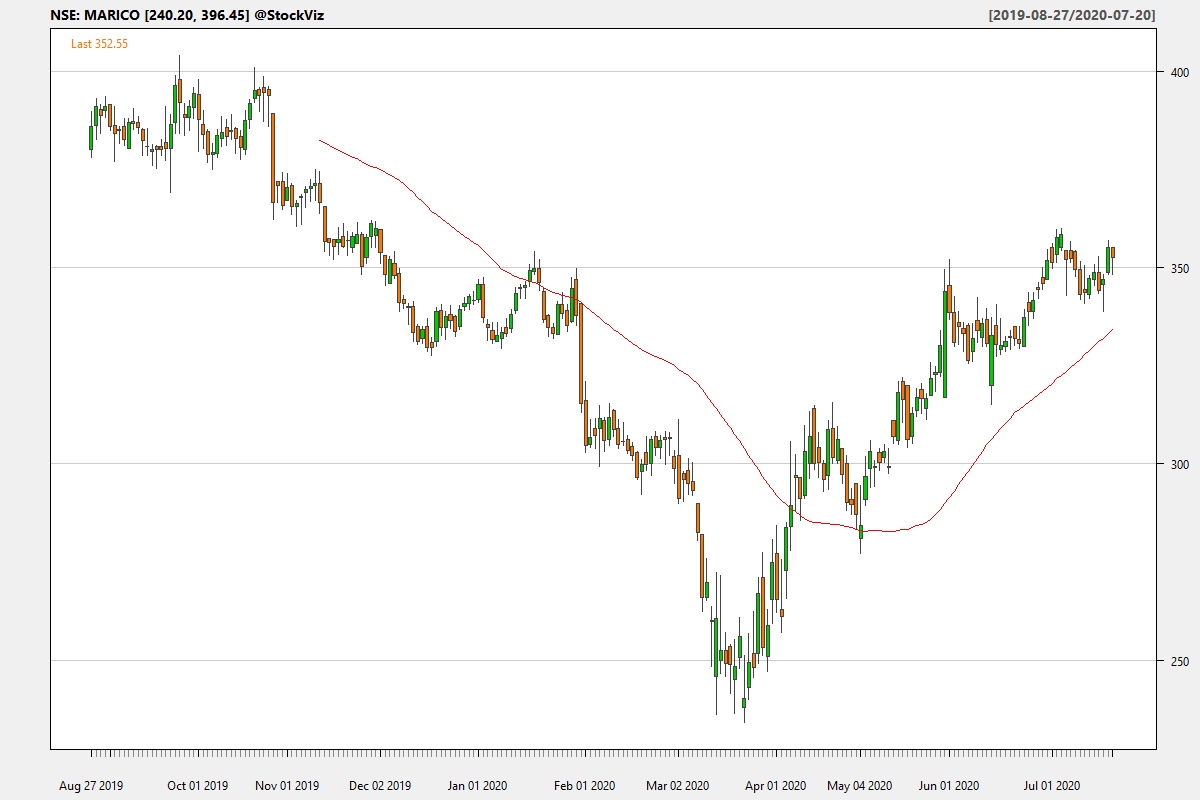 NSE: MARICO [240.20, 396.45] @StockViz
[2019-08-27/2020-07-20]
Last 352.55
400
350
300
250
Aug 27 2019
Oct 01 2019
Nov 01 2019
Dec 02 2019
Jan 01 2020
Feb 01 2020
Mar 02 2020
Apr 01 2020
May 04 2020
Jun 01 2020
Jul 01 2020